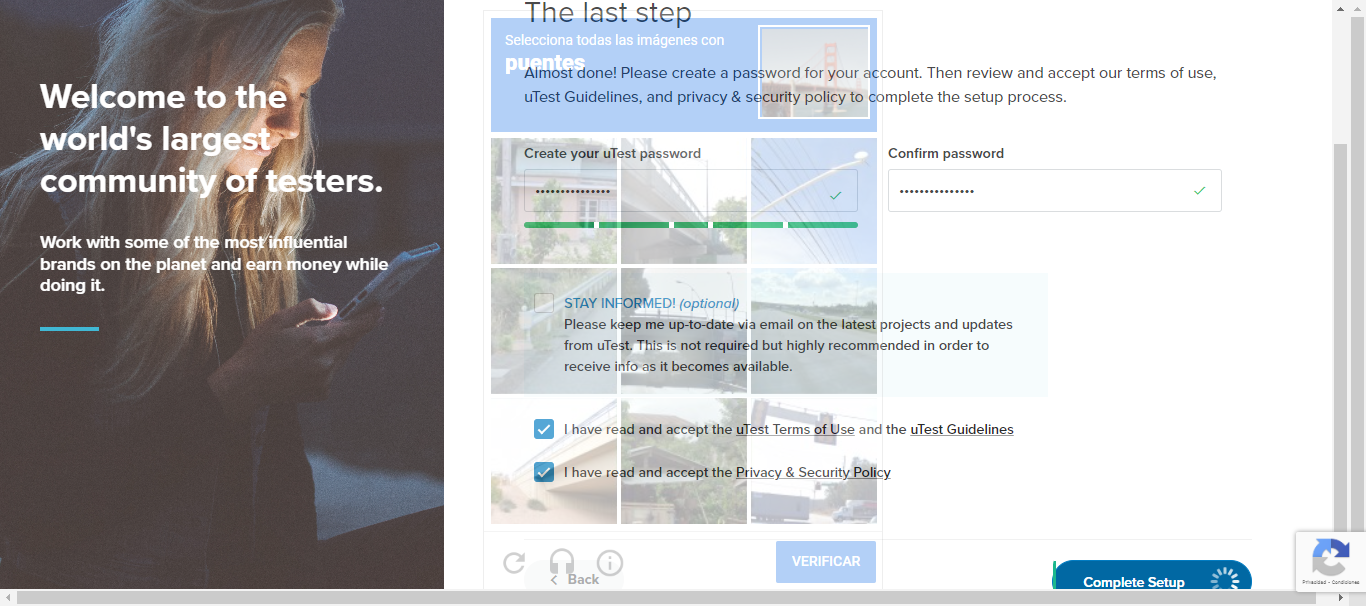 Welcome to the
world's largest
community of testers.
Work with some of the most influential
brands on the planet and earn money while
doing it.
The last step
Selecciona todas las imágenes con
puentes
Almost done! Please create a password for your account. Then review and accept our terms of use,
uTest Guidelines, and privacy & security policy to complete the setup process.
Create your uTest password
Confirm password
STAY INFORMED! (optional)
Please keep me up-to-date via email on the latest projects and updates
from uTest. This is not required but highly recommended in order to
receive info as it becomes available.
I have read and accept the uTest Terms of Use and the uTest Guidelines
I have read and accept the Privacy & Security Policy
VERIFICAR
Back
Complete Setup
Privacidad - Condiciones